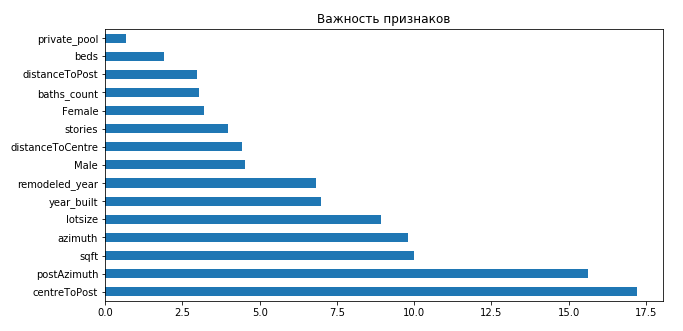 Важность признаков
private_pool
beds
distanceToPost
baths_count
Female
stories
distanceToCentre
Male
remodeled_year
year_built
lotsize
azimuth
sqft
postAzimuth
centreToPost
0.0 2.5 5.0 7.5 10.0 12.5 15.0 17.5